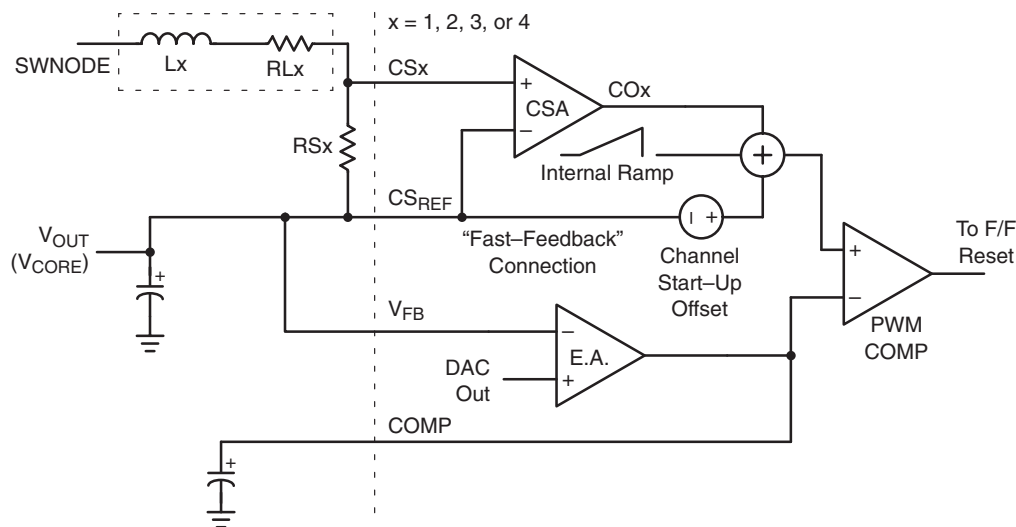 x = 1, 2, 3, or 4
SWNODE
Lx
RLx
CSx
COx
+
CSA
–
RSx
Internal Ramp
+
CSREF
– +
VOUT
(VCORE)
+
“Fast–Feedback”
Connection
Channel
Start–Up
Offset
To F/F
Reset
+
–
PWM
COMP
VFB
–
E.A.
+
DAC
Out
COMP
+